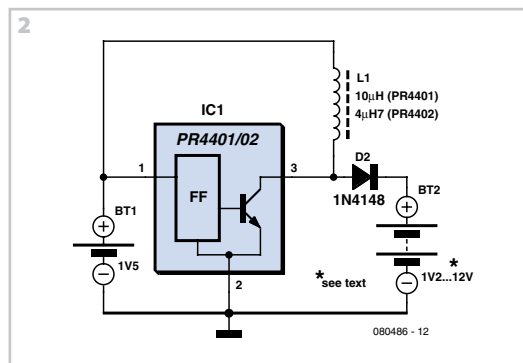 2
L1
10µH (PR4401)
4µH7 (PR4402)
IC1
PR4401/02
1
3
D2
FF
1N4148
BT2
BT1
1V5
2
*see text
*
1V2...12V
080486 - 12